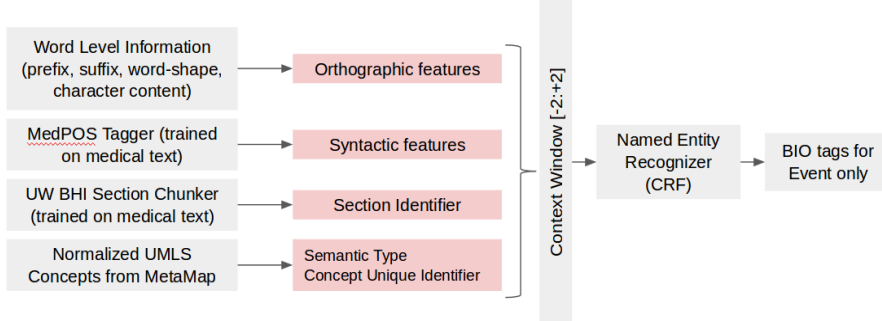 Word Level Information
(prefix, suffix, word-shape,
character content)
Orthographic features
MedPOS Tagger (trained
on medical text)
Syntactic features
UW BHI Section Chunker
(trained on medical text)
Section Identifier
Normalized UMLS
Concepts from MetaMap
Semantic Type
Concept Unique Identifier
Context Window [-2:+2]
Named Entity
Recognizer
(CRF)
BIO tags for
Event only